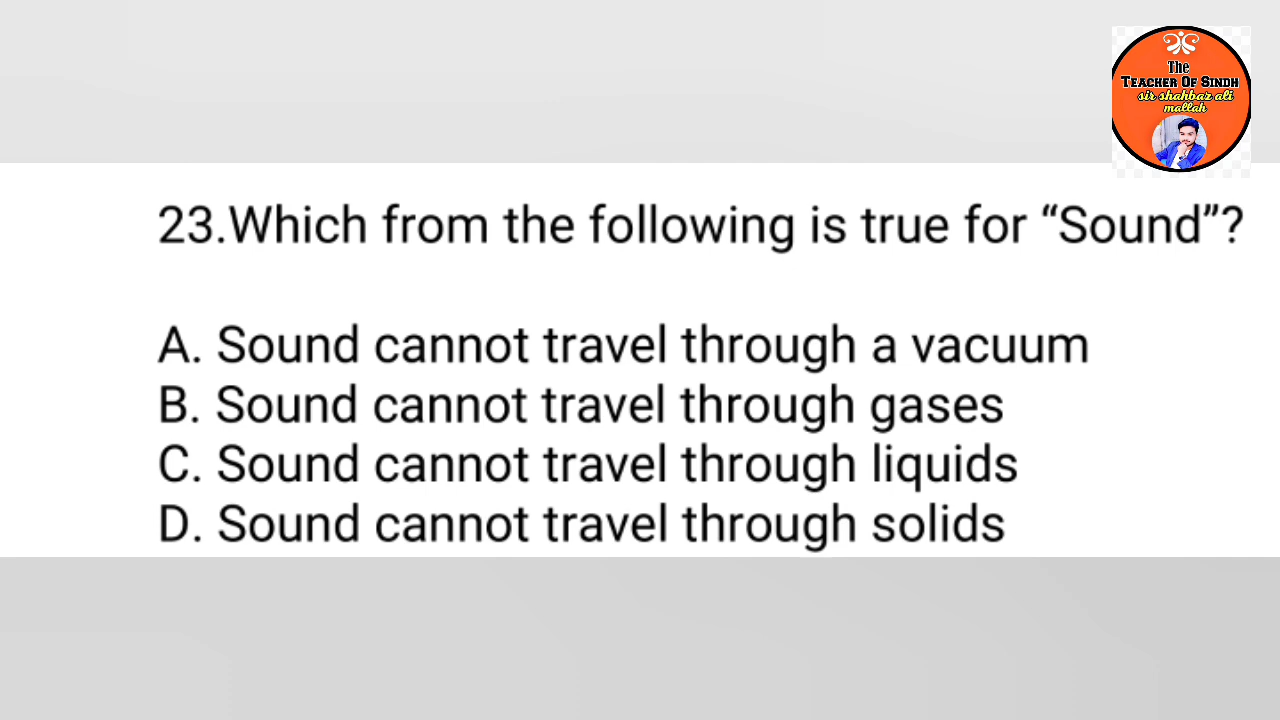 The
TEACHER OF SINDH
sir shahbaz ali
mallah
23.Which from the following is true for “Sound”?
A. Sound cannot travel through a vacuum
B. Sound cannot travel through gases
C. Sound cannot travel through liquids
D. Sound cannot travel through solids